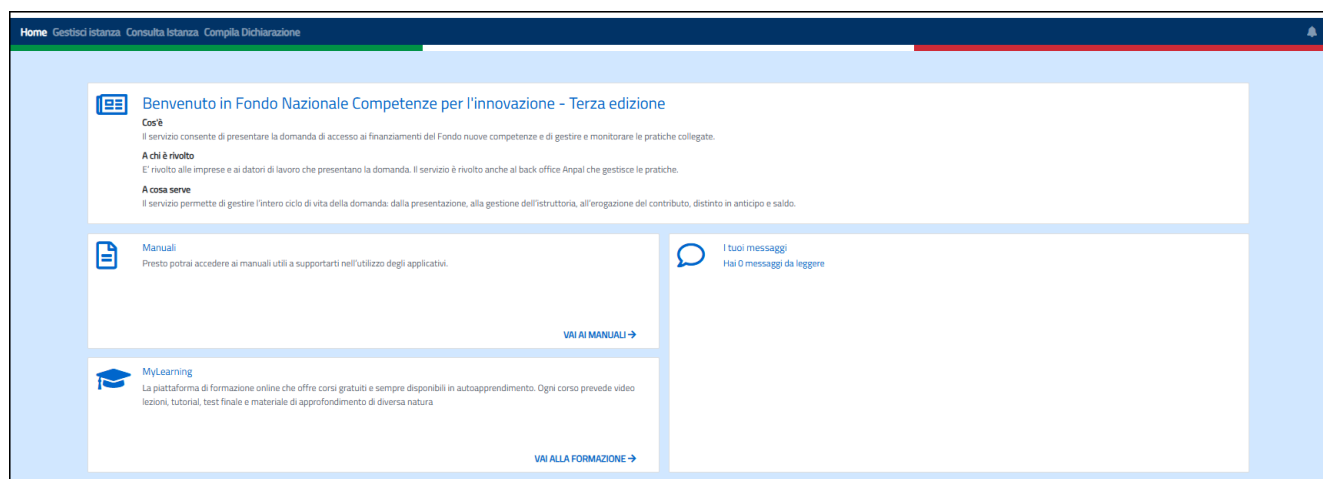 Home Gestisci istanza Consulta Istanza Compila Dichiarazione
Benvenuto in Fondo Nazionale Competenze per l'innovazione - Terza edizione
Cos'è
Il servizio consente di presentare la domanda di accesso ai finanziamenti del Fondo nuove competenze e di gestire e monitorare le pratiche collegate.
A chi è rivolto
E' rivolto alle imprese e ai datori di lavoro che presentano la domanda. Il servizio è rivolto anche al back office Anpal che gestisce le pratiche.
A cosa serve
Il servizio permette di gestire l'intero ciclo di vita della domanda: dalla presentazione, alla gestione dell'istruttoria, all'erogazione del contributo, distinto in anticipo e saldo.
Manuali
Presto potrai accedere ai manuali utili a supportarti nell'utilizzo degli applicativi.
VAI AI MANUALI
I tuoi messaggi
Hai 0 messaggi da leggere
MyLearning
La piattaforma di formazione online che offre corsi gratuiti e sempre disponibili in autoapprendimento. Ogni corso prevede video
lezioni, tutorial, test finale e materiale di approfondimento di diversa natura
VAI ALLA FORMAZIONE